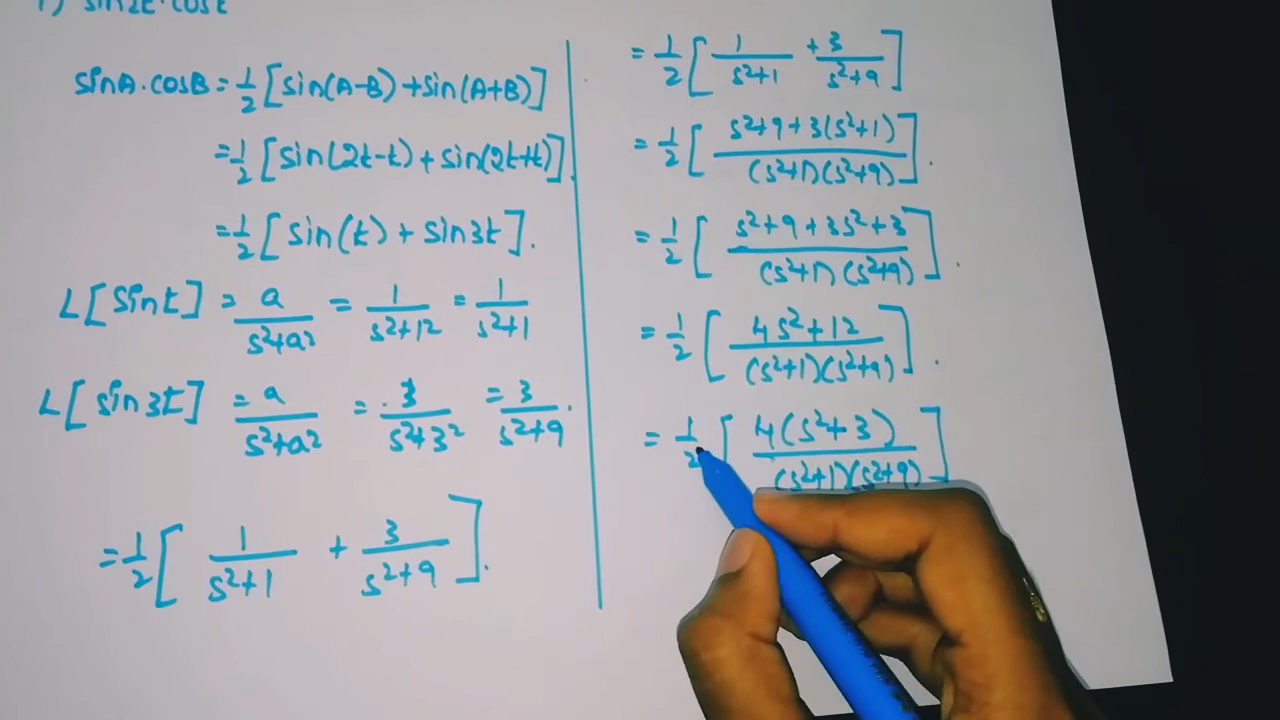 1) sin2t.cost
sinA.cosB = 1/2 [sin(A-B) + sin(A+B)]
= 1/2 [sin(2t-t) + sin(2t+t)].
= 1/2 [sin(t) + sin3t].
L[sint] = a/(s²+a²) = 1/(s²+1²) = 1/(s²+1)
L[sin3t] = a/(s²+a²) = 3/(s²+3²) = 3/(s²+9).
= 1/2 [1/(s²+1) + 3/(s²+9)].
= 1/2 [1/(s²+1) + 3/(s²+9)]
= 1/2 [(s²+9+3(s²+1))/((s²+1)(s²+9))].
= 1/2 [(s²+9+3s²+3)/((s²+1)(s²+9))].
= 1/2 [(4s²+12)/((s²+1)(s²+9))].
= 1/2 [4(s²+3)/((s²+1)(s²+9))]